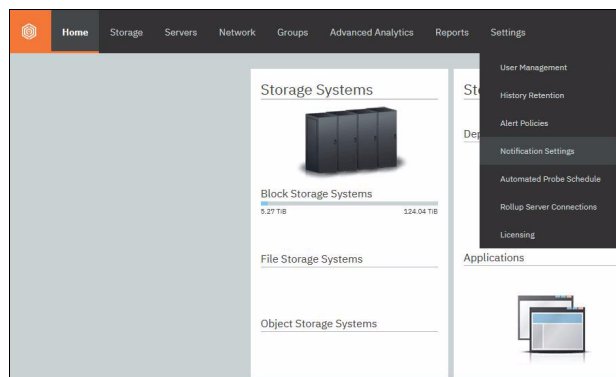 Home Storage Servers Network Groups Advanced Analytics Reports Settings
User Management
History Retention
Alert Policies
Notification Settings
Automated Probe Schedule
Rollup Server Connections
Licensing
Storage Systems
Block Storage Systems
5.27 TiB 124.04 TiB
File Storage Systems
Object Storage Systems
St
Dep
Applications